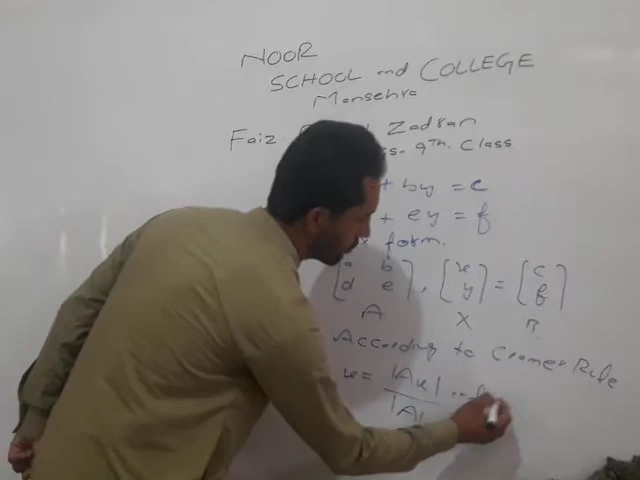 NOOR
SCHOOL and COLLEGE
Mansehra
Faiz Zadran
9th. Class.
+ by = c
+ ey = f
form.
[a b
d e], [x
y] = [c
f]
A X B
According to Cramer Rule
x = |Ax|
|A|